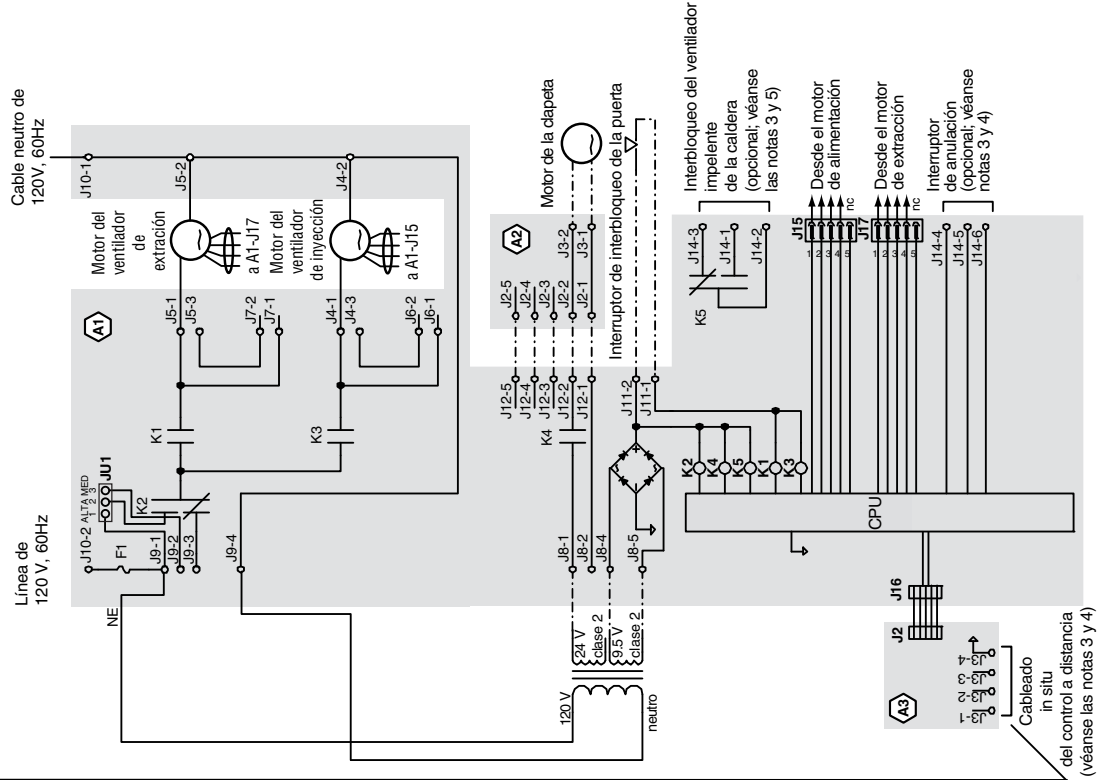 Línea de
120 V, 60Hz
Cable neutro de
120V, 60Hz
A1
J10-2
F1
ALTA MED
1 2 3
JU1
J9-1
J9-2
J9-3
K2
K1
K3
J9-4
NE
J10-1
J5-1
J5-3
J7-2
J7-1
J4-1
J4-3
J6-2
J6-1
J5-2
J4-2
Motor del
ventilador
de
extracción
a A1-J17
Motor del
ventilador
de inyección
a A1-J15
120 V
neutro
24 V
clase 2
9.5 V
clase 2
J8-1
J8-2
J8-4
J8-5
K4
J12-5
J12-4
J12-3
J12-2
J12-1
J11-2
J11-1
A2
J2-5
J2-4
J2-3
J2-2
J2-1
J3-2
J3-1
Motor de la dapeta
Interruptor de interbloqueo de la puerta
K2
K4
K5
K1
K3
CPU
K5
J14-3
J14-1
J14-2
Interbloqueo del ventilador
impelente
de la caldera
(opcional; véanse
las notas 3 y 5)
J15
1
2
3
4
5
nc
Desde el motor
de alimentación
J17
1
2
3
4
5
nc
Desde el motor
de extracción
J14-4
J14-5
J14-6
Interruptor
de anulación
(opcional; véanse
notas 3 y 4)
J16
J2
A3
J3-1
J3-2
J3-3
J3-4
Cableado
in situ
del control a distancia
(véanse las notas 3 y 4)